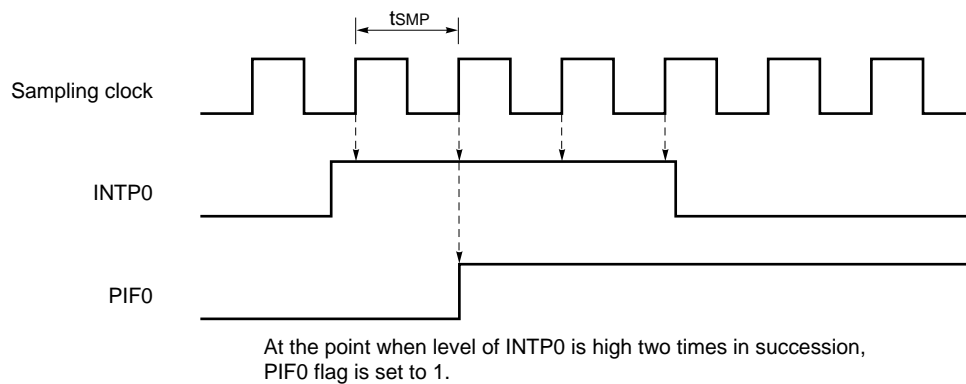 tSMP
Sampling clock
INTP0
PIF0
At the point when level of INTP0 is high two times in succession,
PIF0 flag is set to 1.